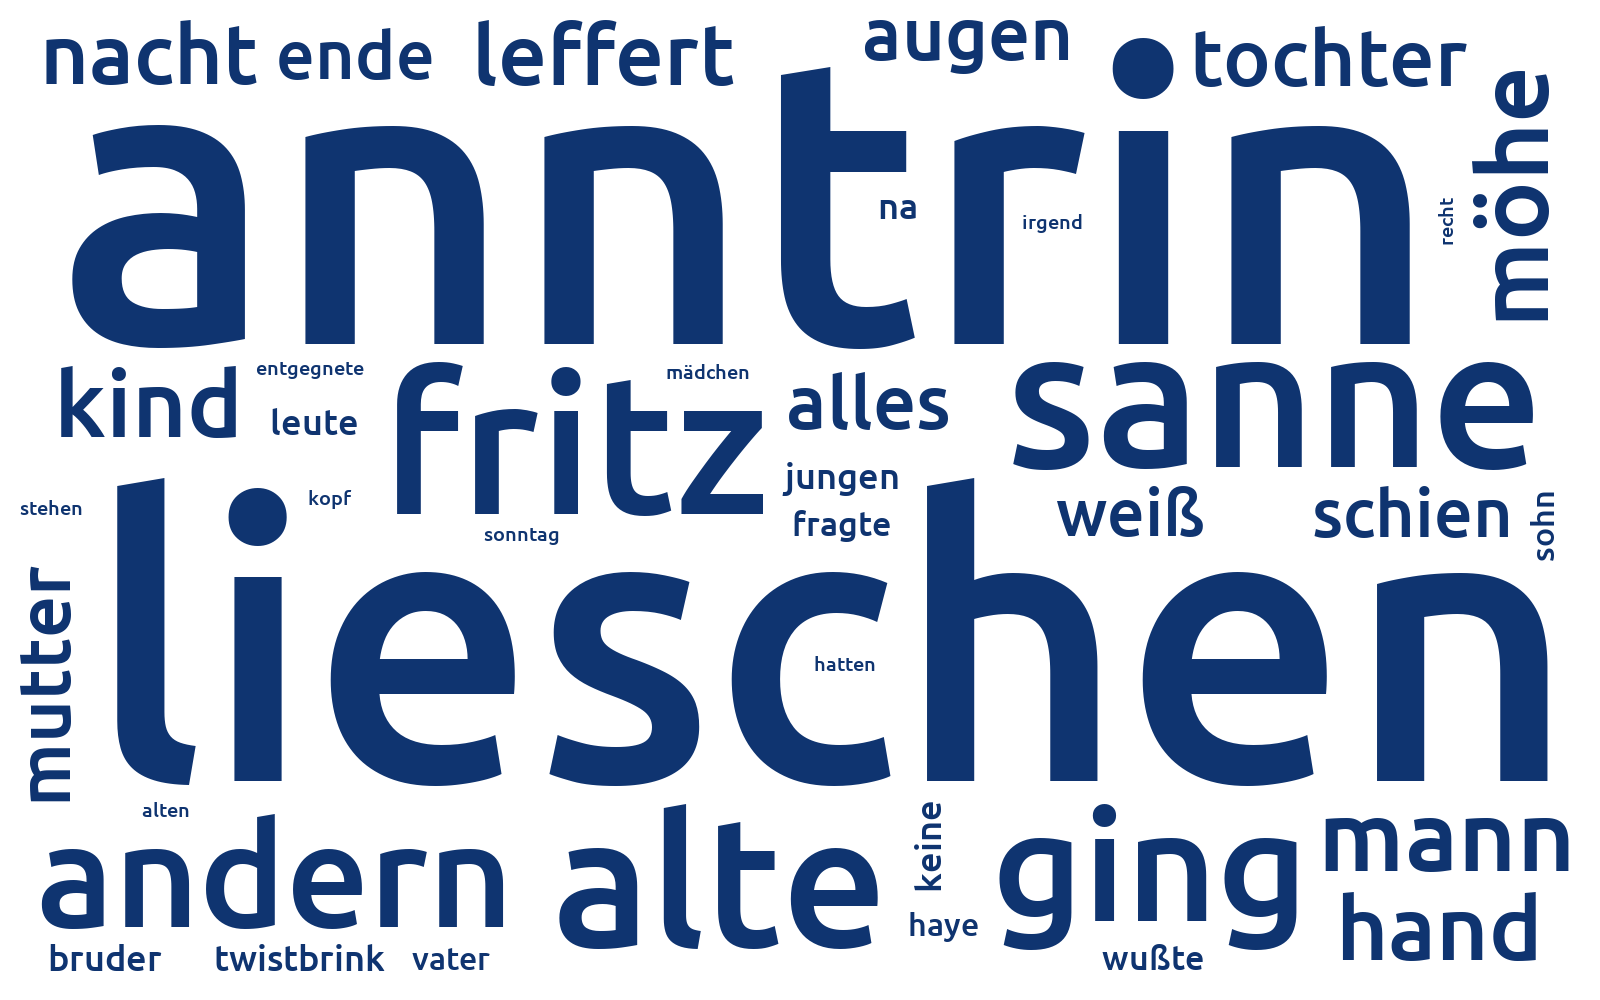 nacht ende leffert augen tochter
möhe
anntrin
na
irgend
recht
kind entgegnete fritz mädchen alles sanne
leute
jungen
stehen kopf weiß schien sohn
fragte
sonntag
mutter
lieschen
hatten
alten
andern alte keine ging mann
hand
haye
bruder twistbrink vater wußte